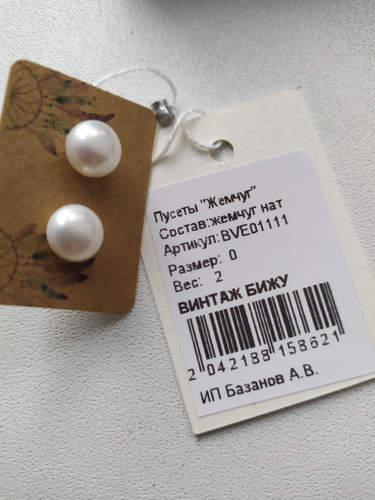 Пусеты "Жемчуг"
Состав:жемчуг нат
Артикул:BVE01111
Размер: 0
Вес: 2
ВИНТАЖ БИЖУ
2 042188 158621
ИП Базанов А.В.